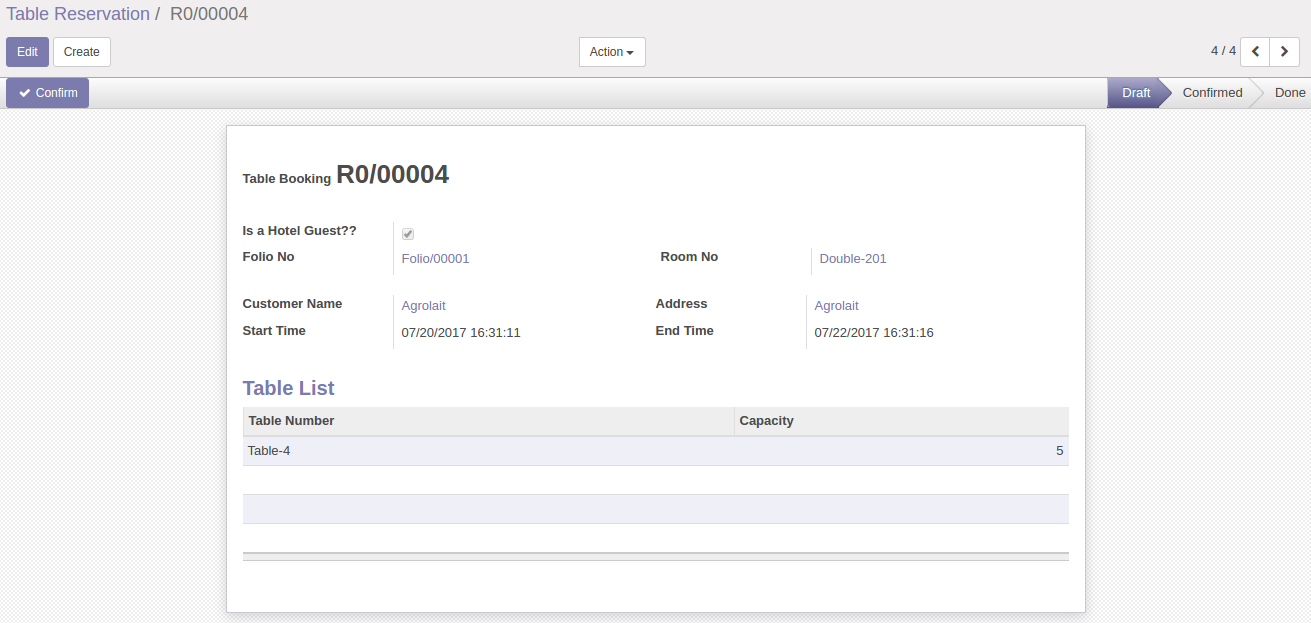 Table Reservation / R0/00004
Edit Create Action 4 / 4
Confirm Draft Confirmed Done
Table Booking R0/00004
Is a Hotel Guest??
Folio No Folio/00001 Room No Double-201
Customer Name Agrolait Address Agrolait
Start Time 07/20/2017 16:31:11 End Time 07/22/2017 16:31:16
Table List
Table Number Capacity
Table-4 5